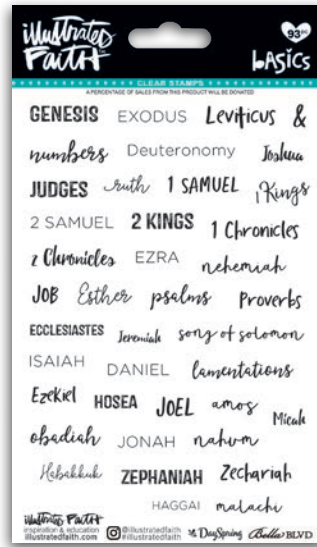 illustrated
FAITH
93 pc
basics
CLEAR STAMPS
A PERCENTAGE OF SALES FROM THIS PRODUCT WILL BE DONATED
GENESIS EXODUS Leviticus &
numbers Deuteronomy Joshua
JUDGES ruth 1 SAMUEL 1 Kings
2 SAMUEL 2 KINGS 1 Chronicles
2 Chronicles EZRA nehemiah
JOB Esther psalms Proverbs
ECCLESIASTES Jeremiah song of solomon
ISAIAH DANIEL lamentations
Ezekiel HOSEA JOEL amos Micah
obadiah JONAH nahum
Habakkuk ZEPHANIAH Zechariah
HAGGAI malachi
illustrated FAITH
inspiration & education
illustratedfaith.com
@illustratedfaith
#illustratedfaith
DaySpring Bella BLVD